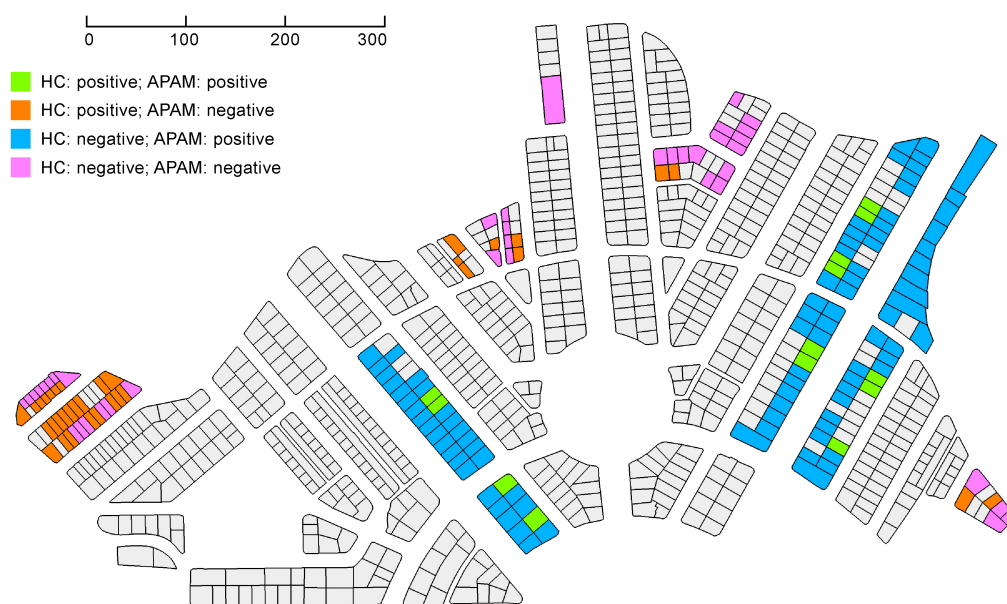 0 100 200 300
HC: positive; APAM: positive
HC: positive; APAM: negative
HC: negative; APAM: positive
HC: negative; APAM: negative